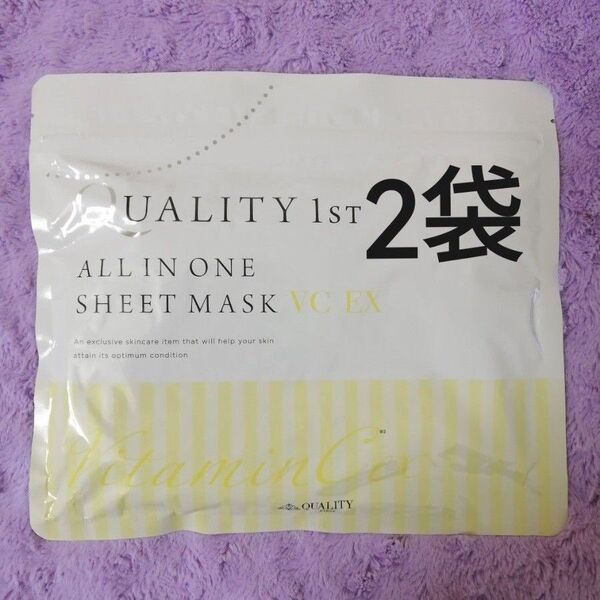 QUALITY 1ST
2袋
ALL IN ONE
SHEET MASK VC EX
An exclusive skincare item that will help your skin
attain its optimum condition
VitaminC
QUALITY